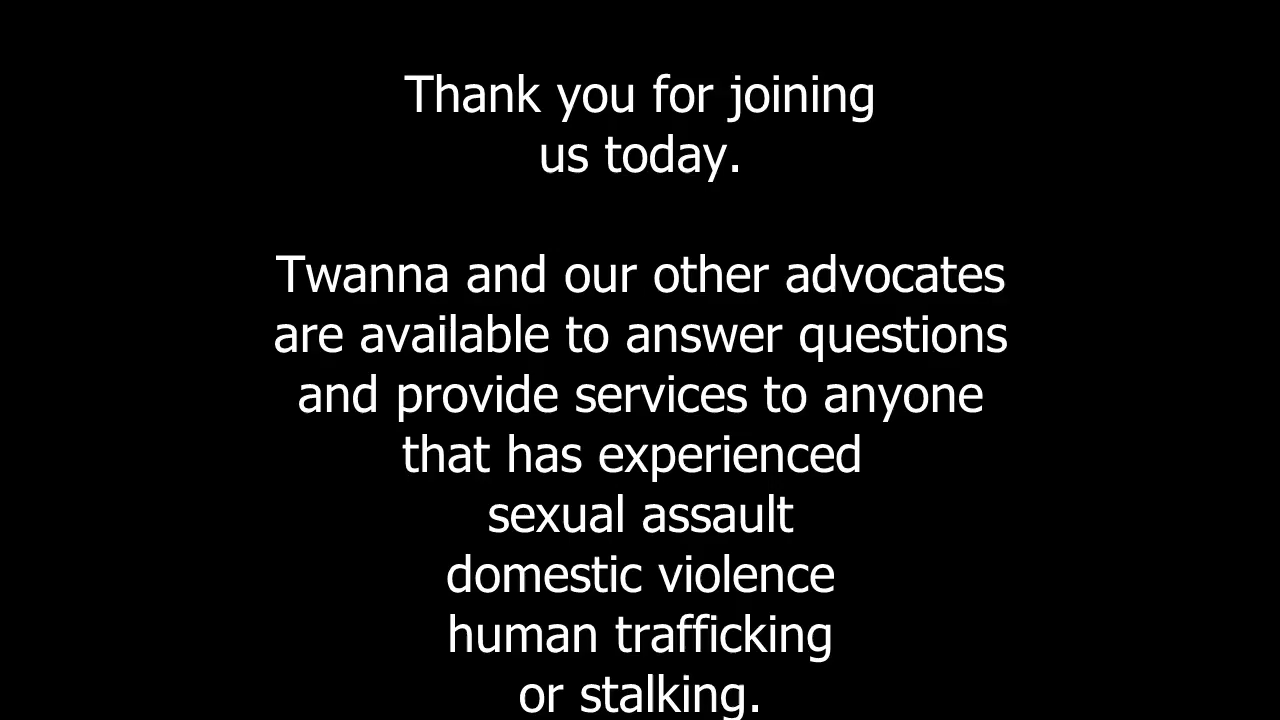 Thank you for joining
us today.
Twanna and our other advocates
are available to answer questions
and provide services to anyone
that has experienced
sexual assault
domestic violence
human trafficking
or stalking.